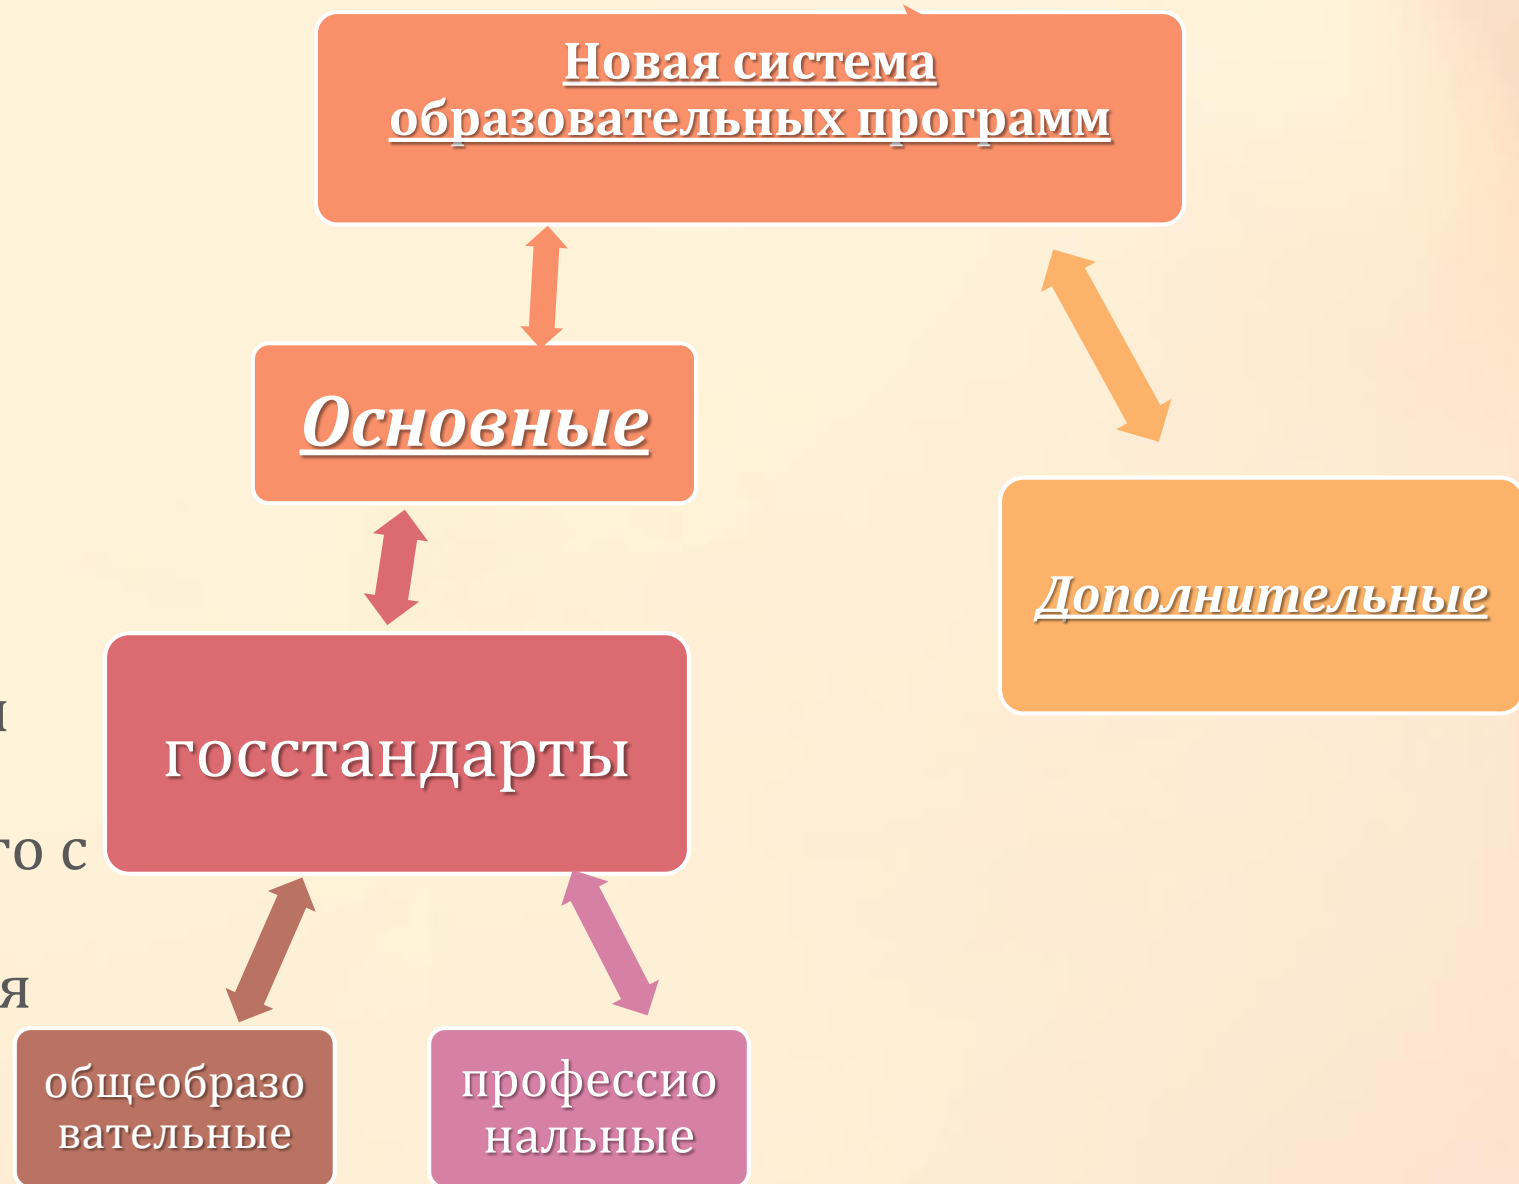 Новая система
образовательных программ
Основные
Дополнительные
госстандарты
с
общеобразо
вательные
профессио
нальные